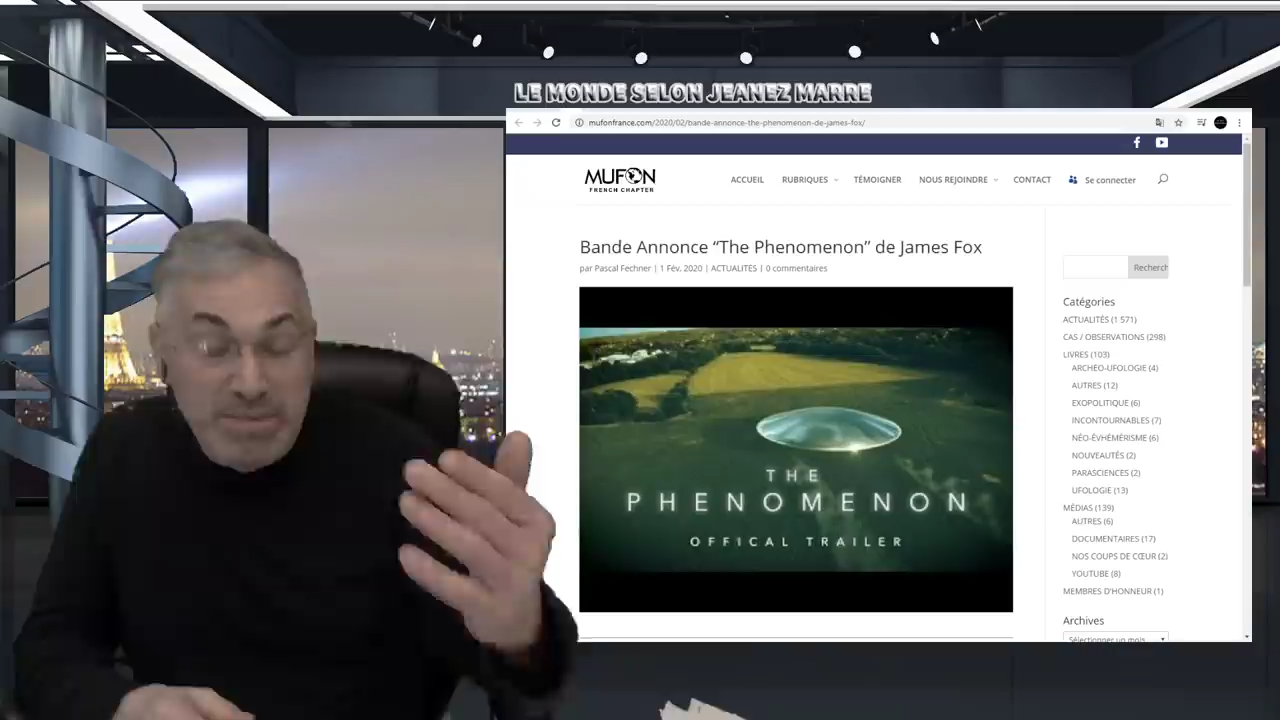 LE MONDE SELON JEANEZ MARRE
mufonfrance.com/2020/02/bande-annonce-the-phenomenon-de-james-fox/
MUFON
FRENCH CHAPTER
ACCUEIL RUBRIQUES TÉMOIGNER NOUS REJOINDRE CONTACT Se connecter
Bande Annonce “The Phenomenon” de James Fox
par Pascal Fechner | 1 Fév, 2020 | ACTUALITÉS | 0 commentaires
THE
PHENOMENON
OFFICAL TRAILER
Recherch
Catégories
ACTUALITÉS (1 571)
CAS / OBSERVATIONS (298)
LIVRES (103)
ARCHÉO-UFOLOGIE (4)
AUTRES (12)
EXOPOLITIQUE (6)
INCONTOURNABLES (7)
NÉO-ÉVHÉMÉRISME (6)
NOUVEAUTÉS (2)
PARASCIENCES (2)
UFOLOGIE (13)
MÉDIAS (139)
AUTRES (6)
DOCUMENTAIRES (17)
NOS COUPS DE CŒUR (2)
YOUTUBE (8)
MEMBRES D'HONNEUR (1)
Archives
Sélectionner un mois